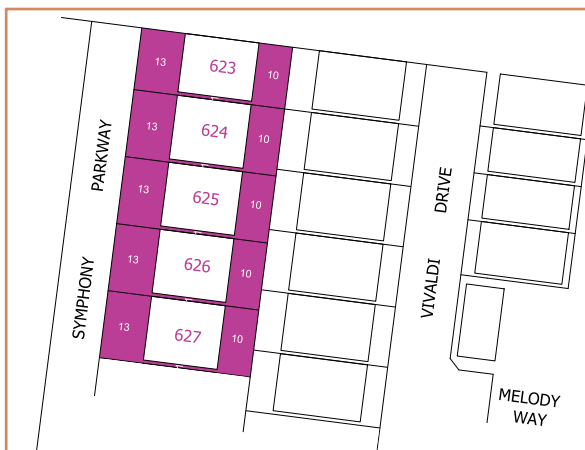 13 623 10
13 624 10
13 625 10
13 626 10
13 627 10
SYMPHONY PARKWAY
VIVALDI DRIVE
MELODY
WAY